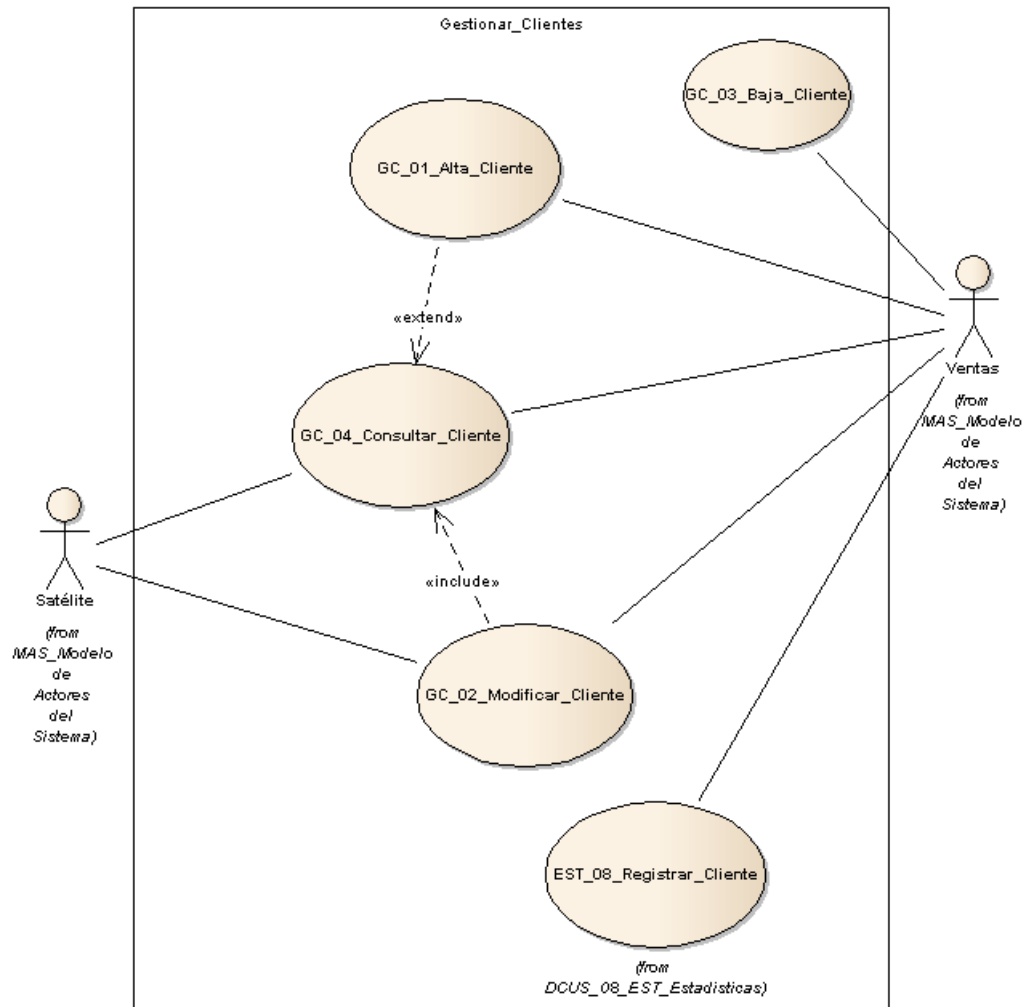 Gestionar_Clientes
GC_03_Baja_Cliente
GC_01_Alta_Cliente
«extend»
Ventas
(from
MAS_Modelo
de
Actores
del
Sistema)
GC_04_Consultar_Cliente
«include»
Satélite
(from
MAS_Modelo
de
Actores
del
Sistema)
GC_02_Modificar_Cliente
EST_08_Registrar_Cliente
(from
DCUS_08_EST_Estadisticas)